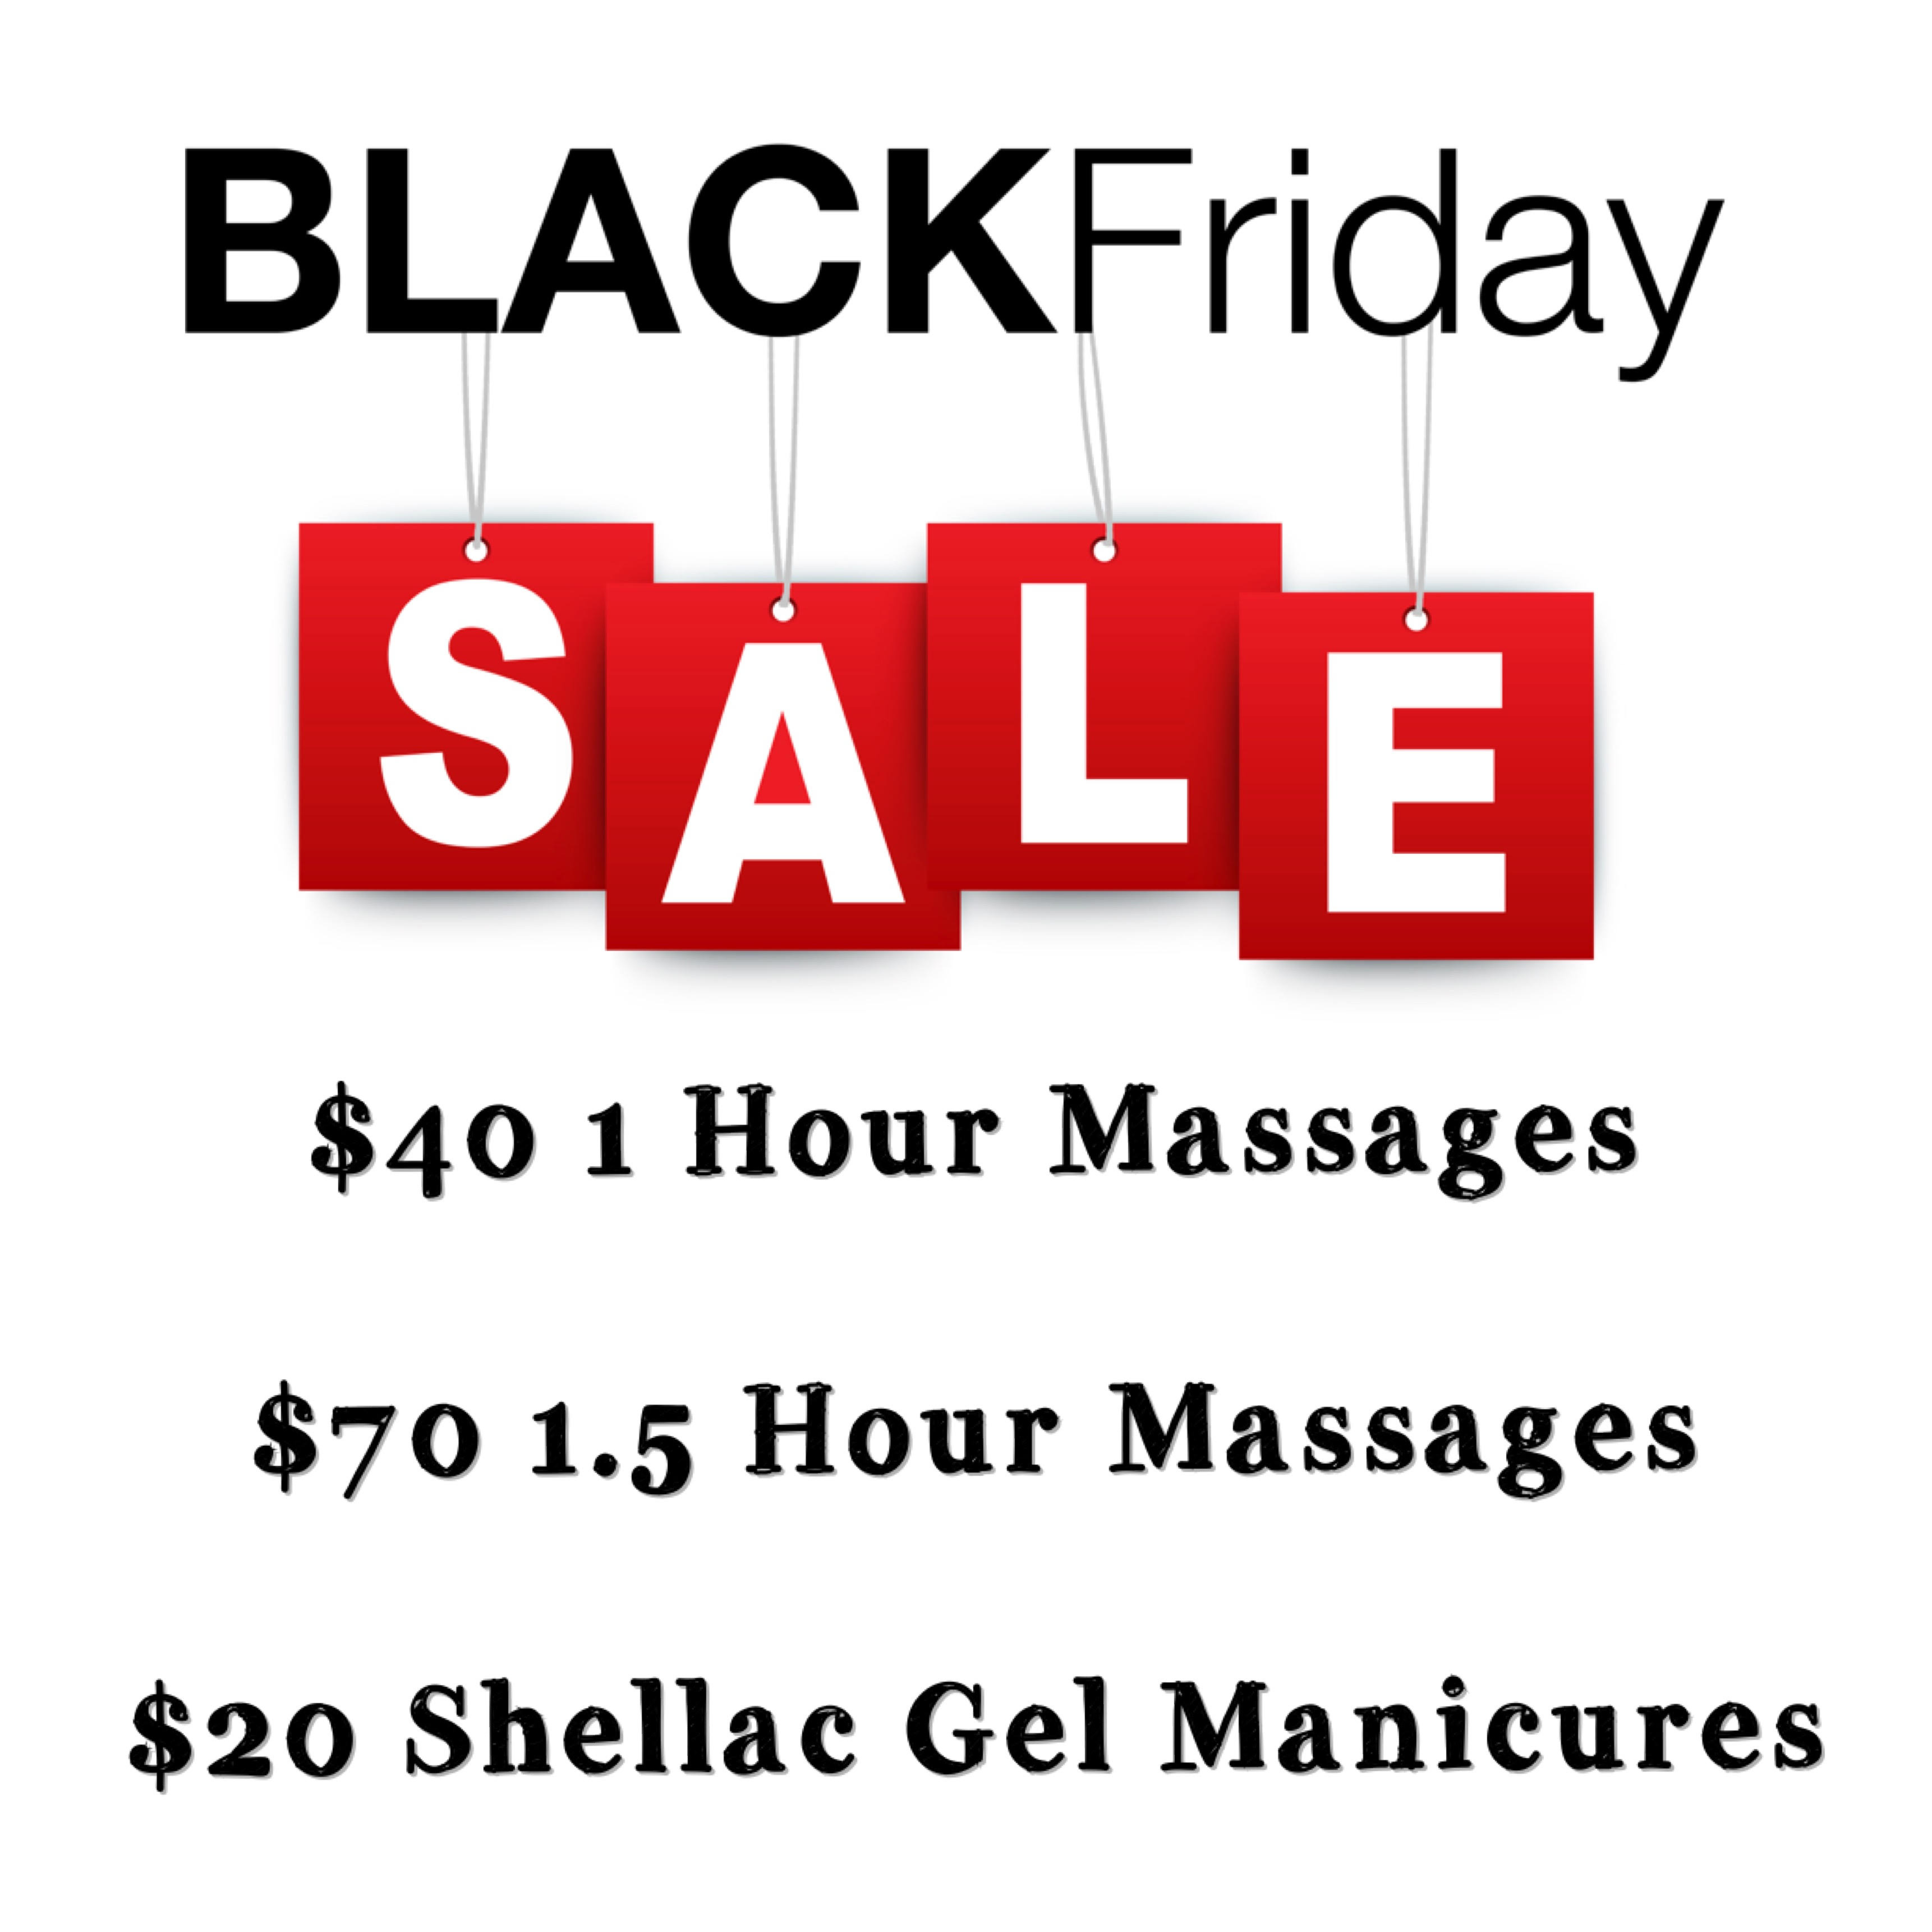 BLACKFriday
SALE
$40 1 Hour Massages
$70 1.5 Hour Massages
$20 Shellac Gel Manicures